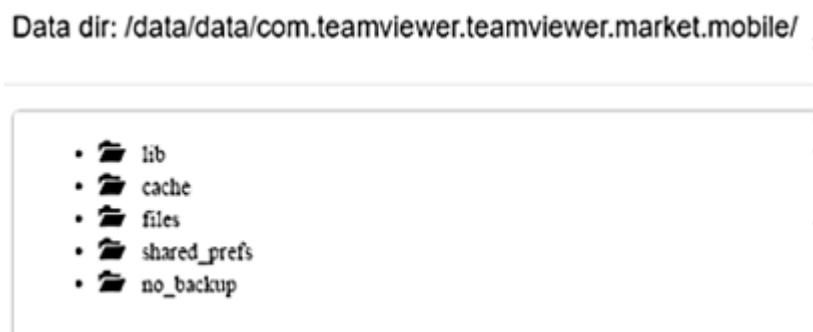 Data dir: /data/data/com.teamviewer.teamviewer.market.mobile/
lib
cache
files
shared_prefs
no_backup